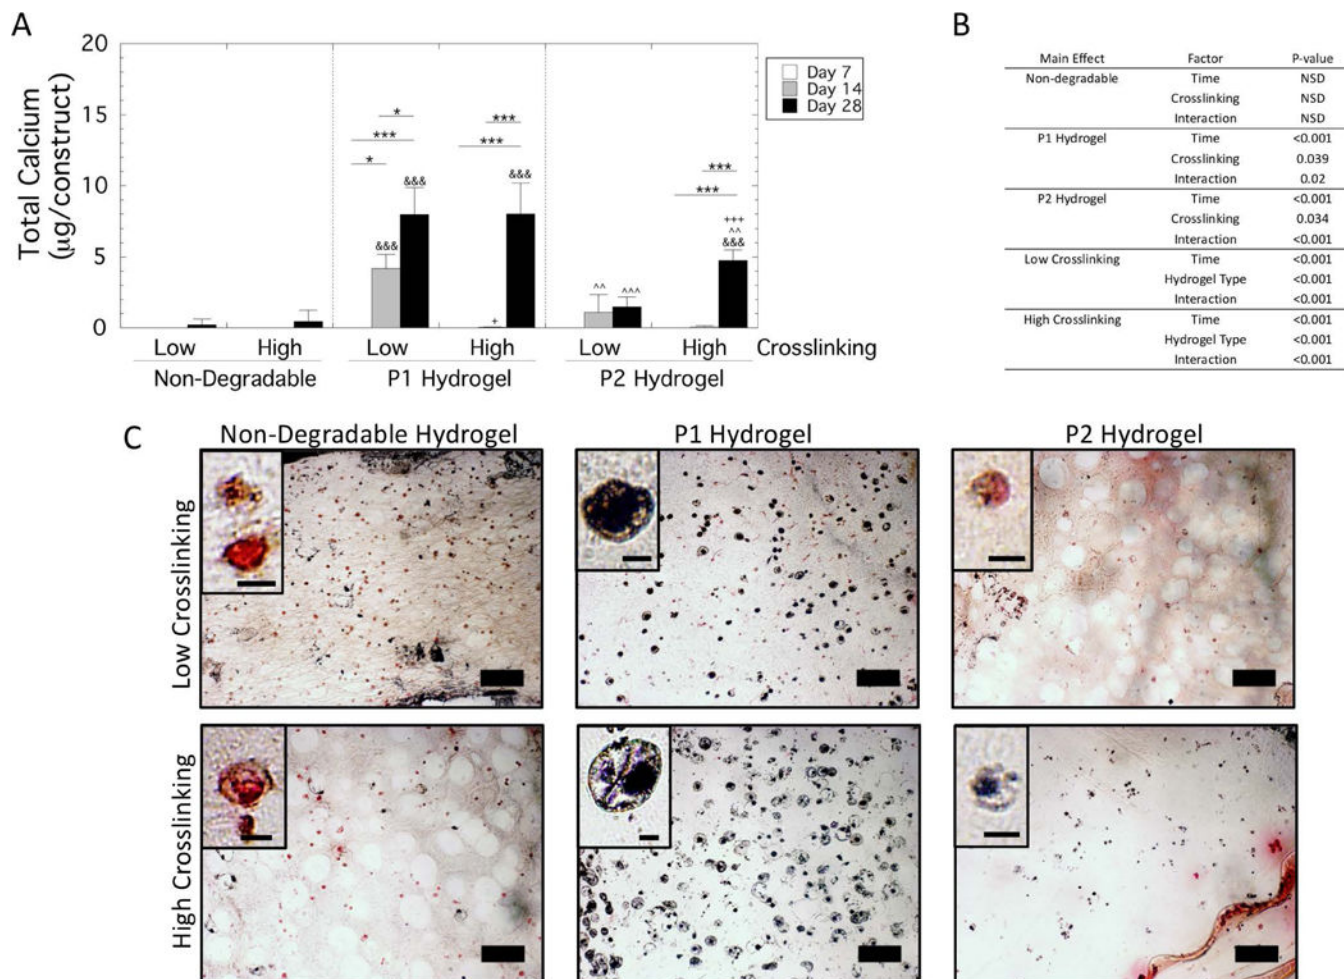 A
Total Calcium
(µg/construct)
20
15
10
5
0
Day 7
Day 14
Day 28
*
***
*
&&&
&&&
***
***
&&&
+
^^
^^^
***
***
+++
^^
&&&
Low High Low High Low High Crosslinking
Non-Degradable P1 Hydrogel P2 Hydrogel
B
Main Effect Factor P-value
Non-degradable Time NSD
Crosslinking NSD
Interaction NSD
P1 Hydrogel Time <0.001
Crosslinking 0.039
Interaction 0.02
P2 Hydrogel Time <0.001
Crosslinking 0.034
Interaction <0.001
Low Crosslinking Time <0.001
Hydrogel Type <0.001
Interaction <0.001
High Crosslinking Time <0.001
Hydrogel Type <0.001
Interaction <0.001
C
Non-Degradable Hydrogel P1 Hydrogel P2 Hydrogel
Low Crosslinking
High Crosslinking